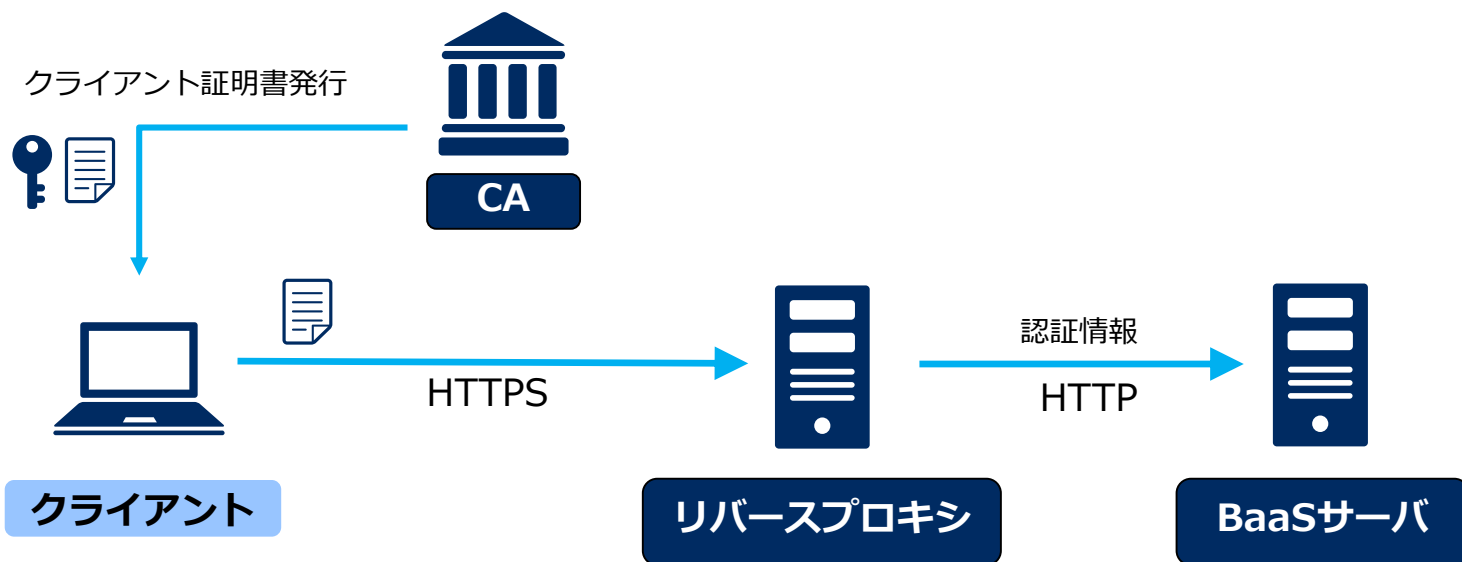 クライアント証明書発行
CA
HTTPS
認証情報
HTTP
クライアント
リバースプロキシ
BaaSサーバ